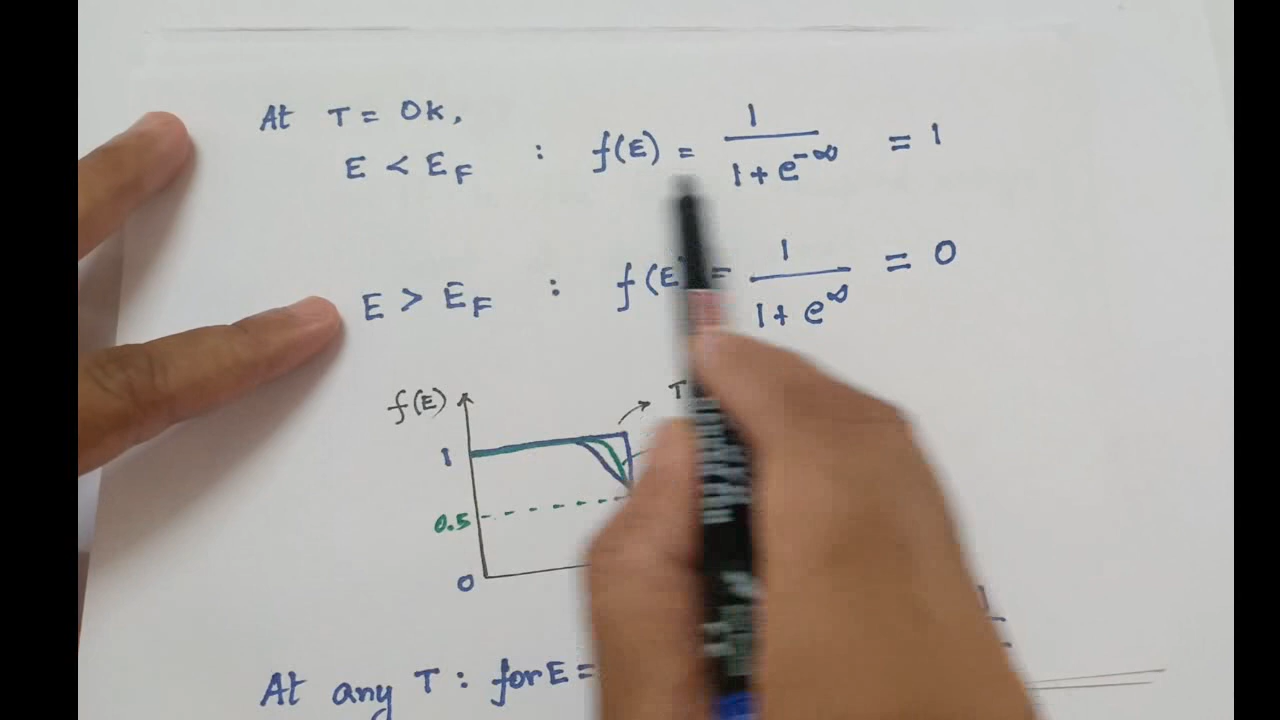 At T = 0K,
E < E_F : f(E) = 1 / (1 + e^-∞) = 1
E > E_F : f(E = 1 / (1 + e^∞) = 0
f(E)
T
1
0.5
0
At any T : for E =